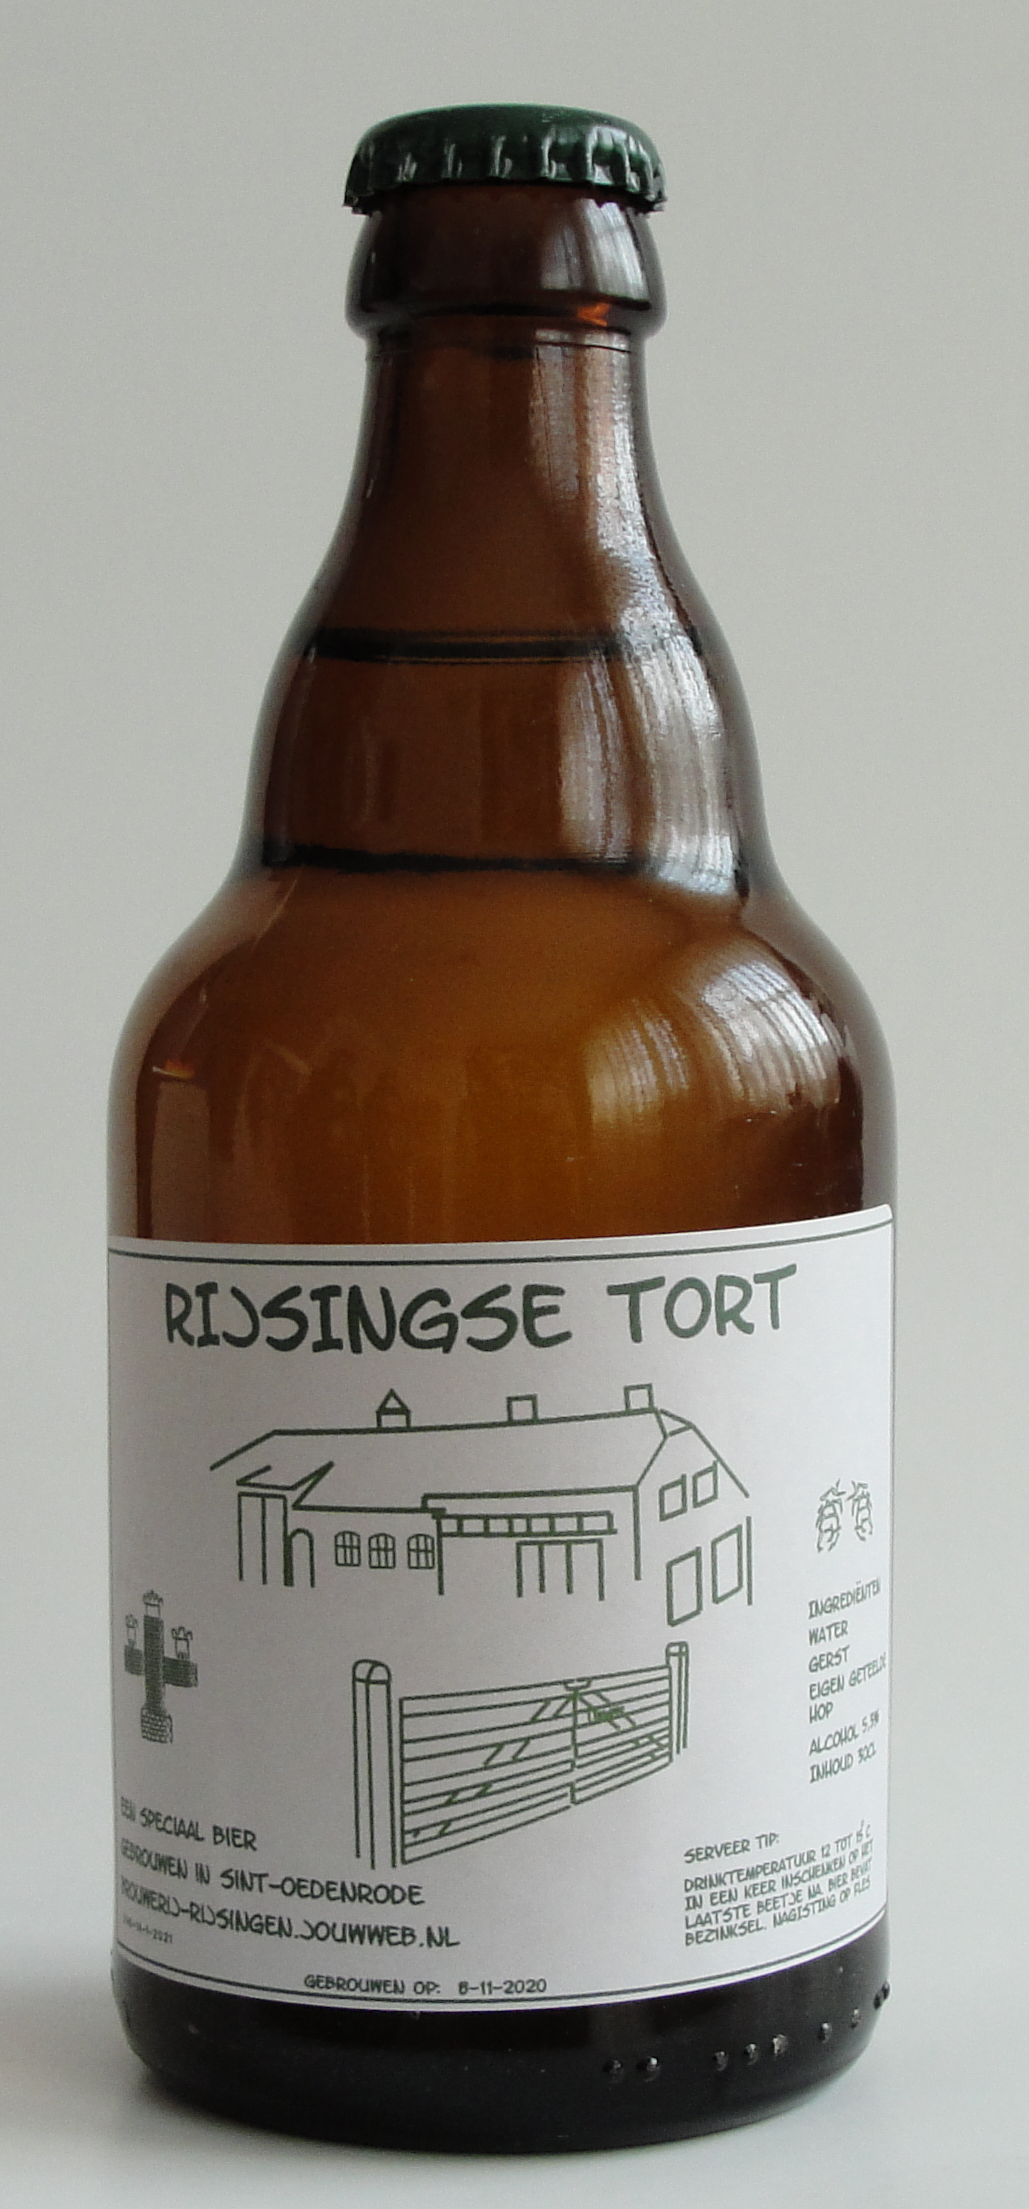 RIJSINGSE TORT
INGREDIËNTEN
WATER
GERST
EIGEN GETEELDE
HOP
ALCOHOL 5,5%
INHOUD 30CL
EEN SPECIAAL BIER
GEBROUWEN IN SINT-OEDENRODE
BROUWERIJ-RIJSINGEN.JOUWWEB.NL
SERVEER TIP:
DRINKTEMPERATUUR 12 TOT 15°C
IN EEN KEER INSCHENKEN OP HET
LAATSTE BEETJE NA. BIER BEVAT
BEZINKSEL. NAGISTING OP FLES
GEBROUWEN OP: 8-11-2020